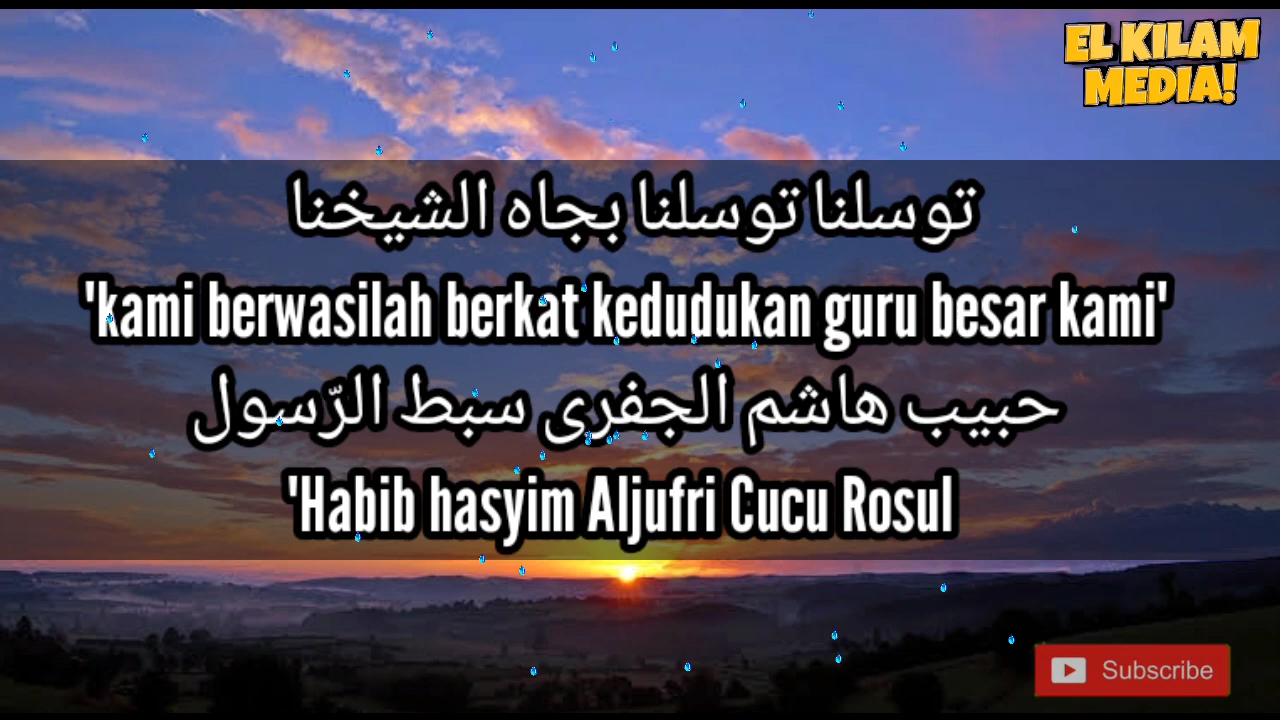 EL KILAM
MEDIA!
توسلنا توسلنا بجاه الشيخنا
'kami berwasilah berkat kedudukan guru besar kami'
حبيب هاشم الجفرى سبط الرّسول
'Habib hasyim Aljufri Cucu Rosul
Subscribe